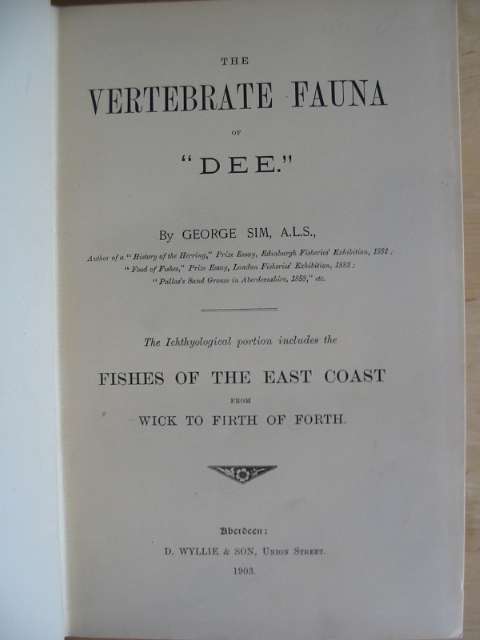 THE
VERTEBRATE FAUNA
OF
"DEE."
By GEORGE SIM, A.L.S.,
Author of a "History of the Herring," Prize Essay, Edinburgh Fisheries' Exhibition, 1881;
"Food of Fishes," Prize Essay, London Fisheries' Exhibition, 1883;
"Pallas's Sand Grouse in Aberdeenshire, 1888," etc.
The Ichthyological portion includes the
FISHES OF THE EAST COAST
FROM
WICK TO FIRTH OF FORTH.
Aberdeen:
D. WYLLIE & SON, UNION STREET.
1903.